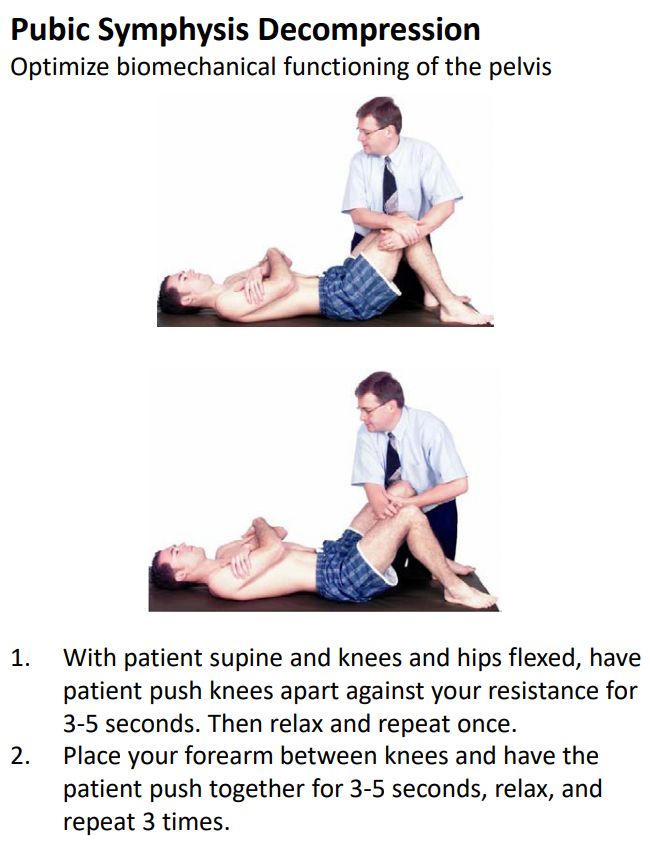 Pubic Symphysis Decompression
Optimize biomechanical functioning of the pelvis
1. With patient supine and knees and hips flexed, have
patient push knees apart against your resistance for
3-5 seconds. Then relax and repeat once.
2. Place your forearm between knees and have the
patient push together for 3-5 seconds, relax, and
repeat 3 times.